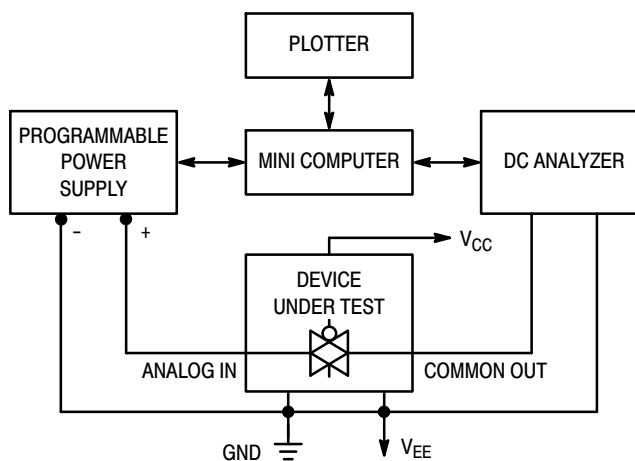 PLOTTER
PROGRAMMABLE
POWER
SUPPLY
MINI COMPUTER
DC ANALYZER
–
+
VCC
DEVICE
UNDER TEST
ANALOG IN
COMMON OUT
GND
VEE